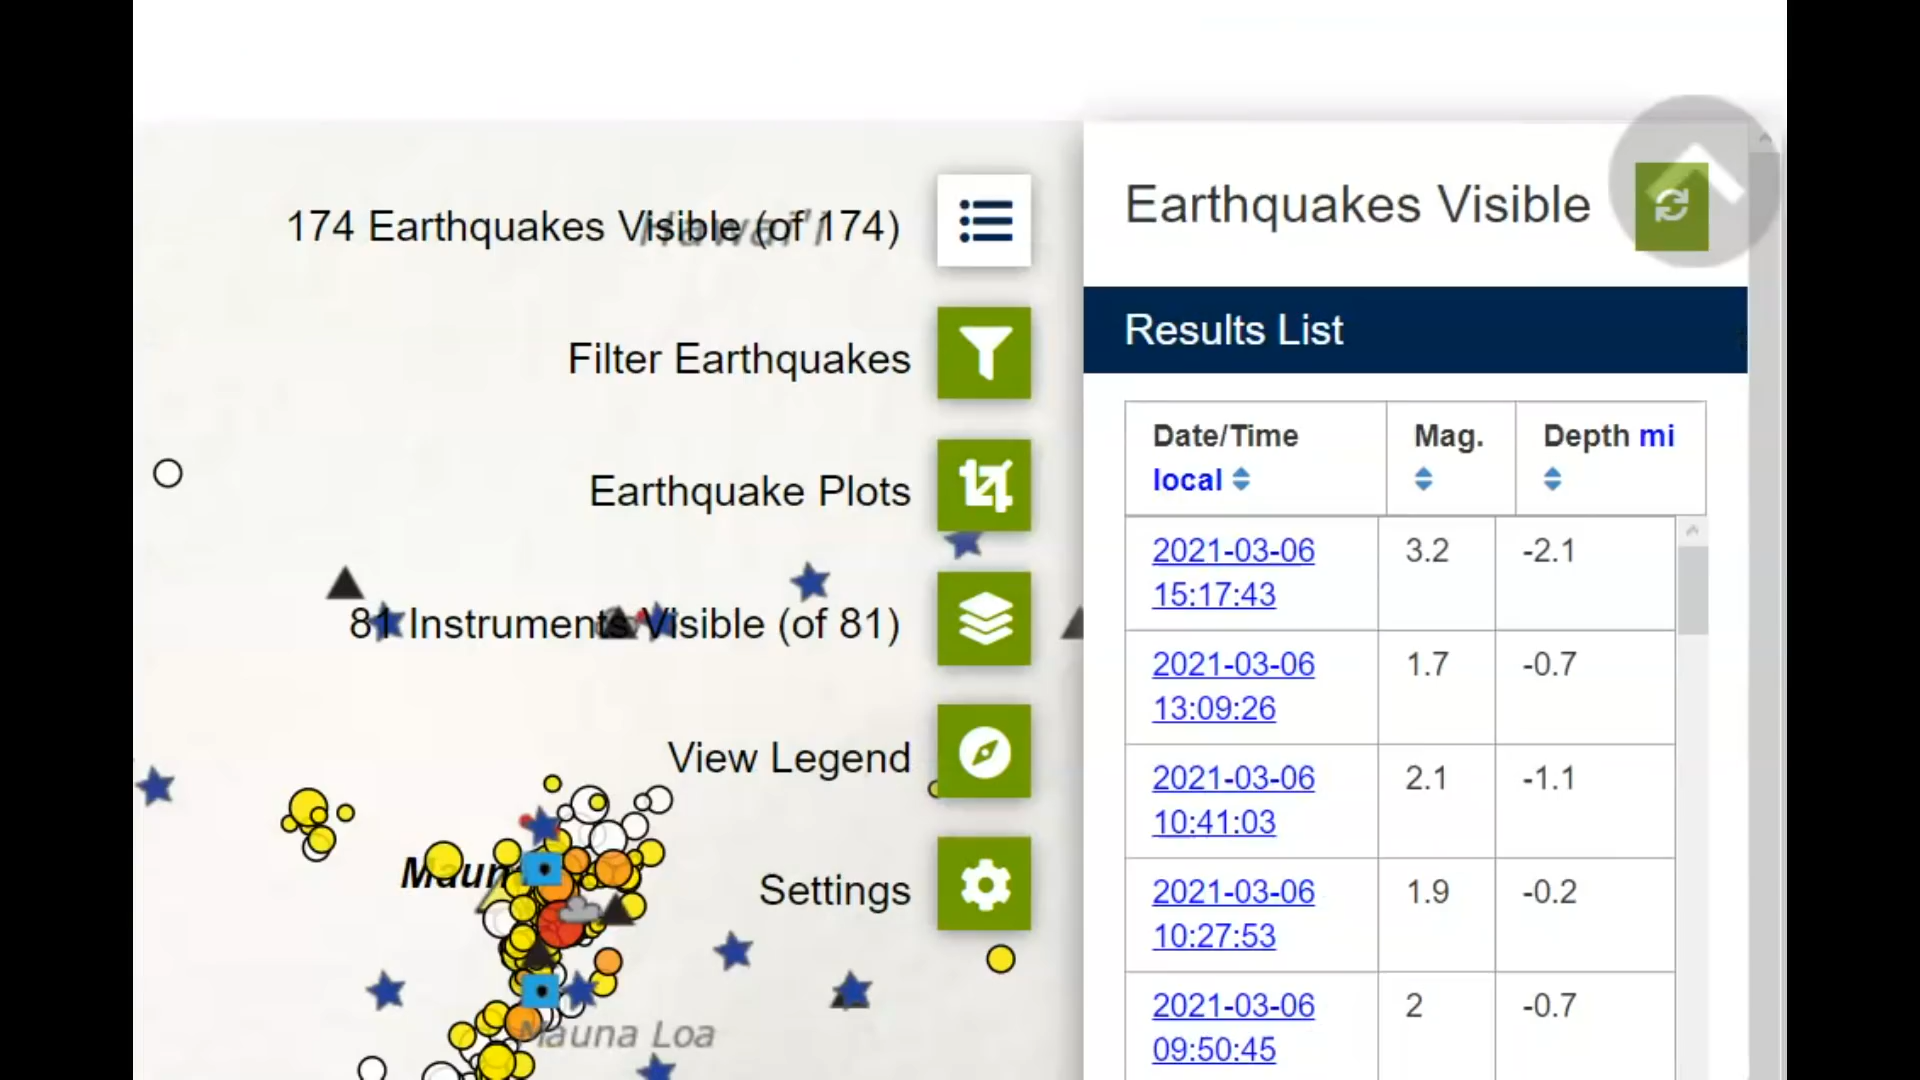 174 Earthquakes Visible (of 174)
Hawai'i
Filter Earthquakes
Earthquake Plots
81 Instruments Visible (of 81)
View Legend
Settings
Mauna Loa
Earthquakes Visible
Results List
Date/Time local
Mag.
Depth mi
2021-03-06 15:17:43
3.2
-2.1
2021-03-06 13:09:26
1.7
-0.7
2021-03-06 10:41:03
2.1
-1.1
2021-03-06 10:27:53
1.9
-0.2
2021-03-06 09:50:45
2
-0.7